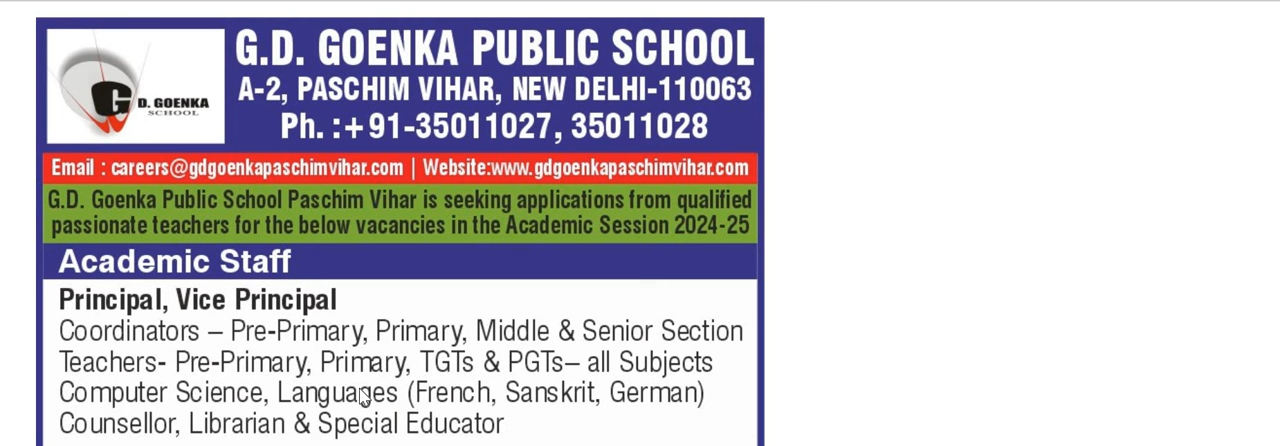 G.D. GOENKA PUBLIC SCHOOL
A-2, PASCHIM VIHAR, NEW DELHI-110063
Ph. :+91-35011027, 35011028
G D. GOENKA
SCHOOL
Email : careers@gdgoenkapaschimvihar.com | Website:www.gdgoenkapaschimvihar.com
G.D. Goenka Public School Paschim Vihar is seeking applications from qualified
passionate teachers for the below vacancies in the Academic Session 2024-25
Academic Staff
Principal, Vice Principal
Coordinators – Pre-Primary, Primary, Middle & Senior Section
Teachers- Pre-Primary, Primary, TGTs & PGTs– all Subjects
Computer Science, Languages (French, Sanskrit, German)
Counsellor, Librarian & Special Educator